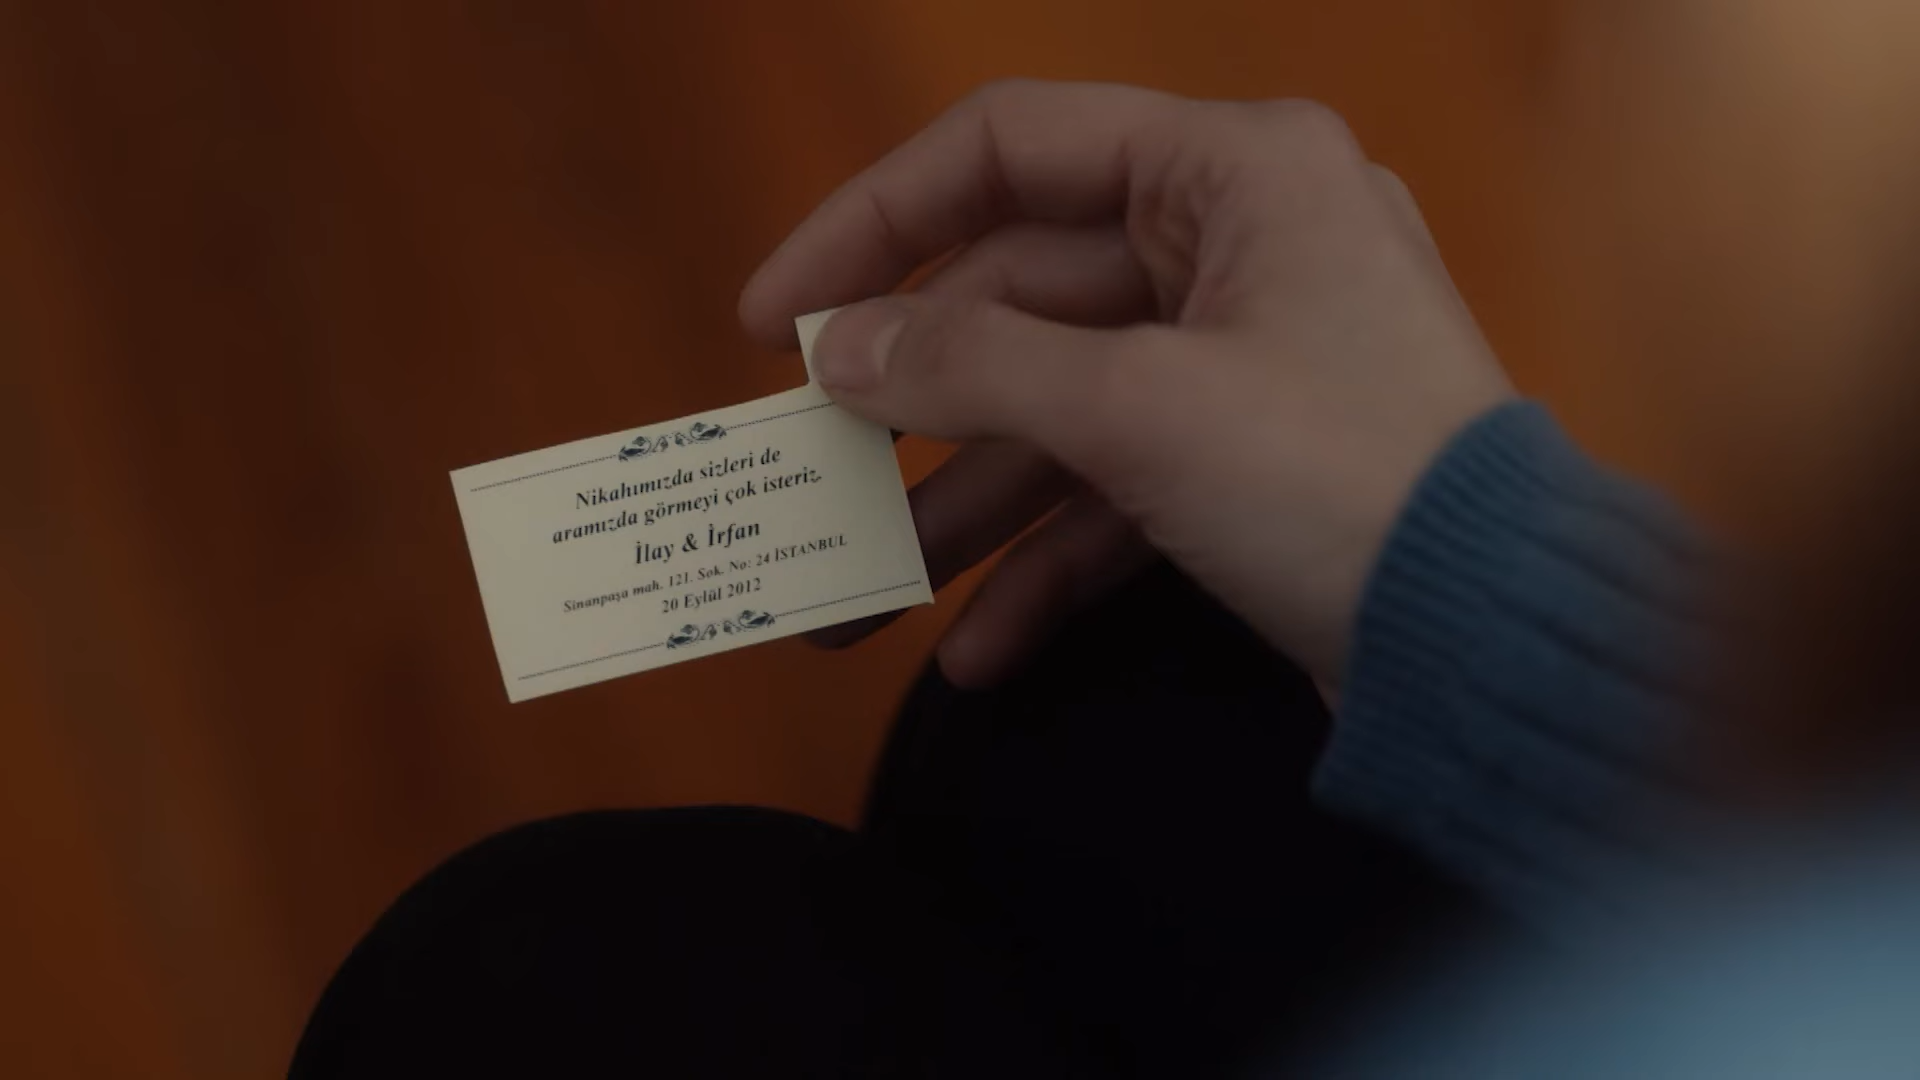 Nikahımızda sizleri de
aramızda görmeyi çok isteriz.
İlay & İrfan
Sinanpaşa mah. 121. Sok. No: 24 İSTANBUL
20 Eylül 2012